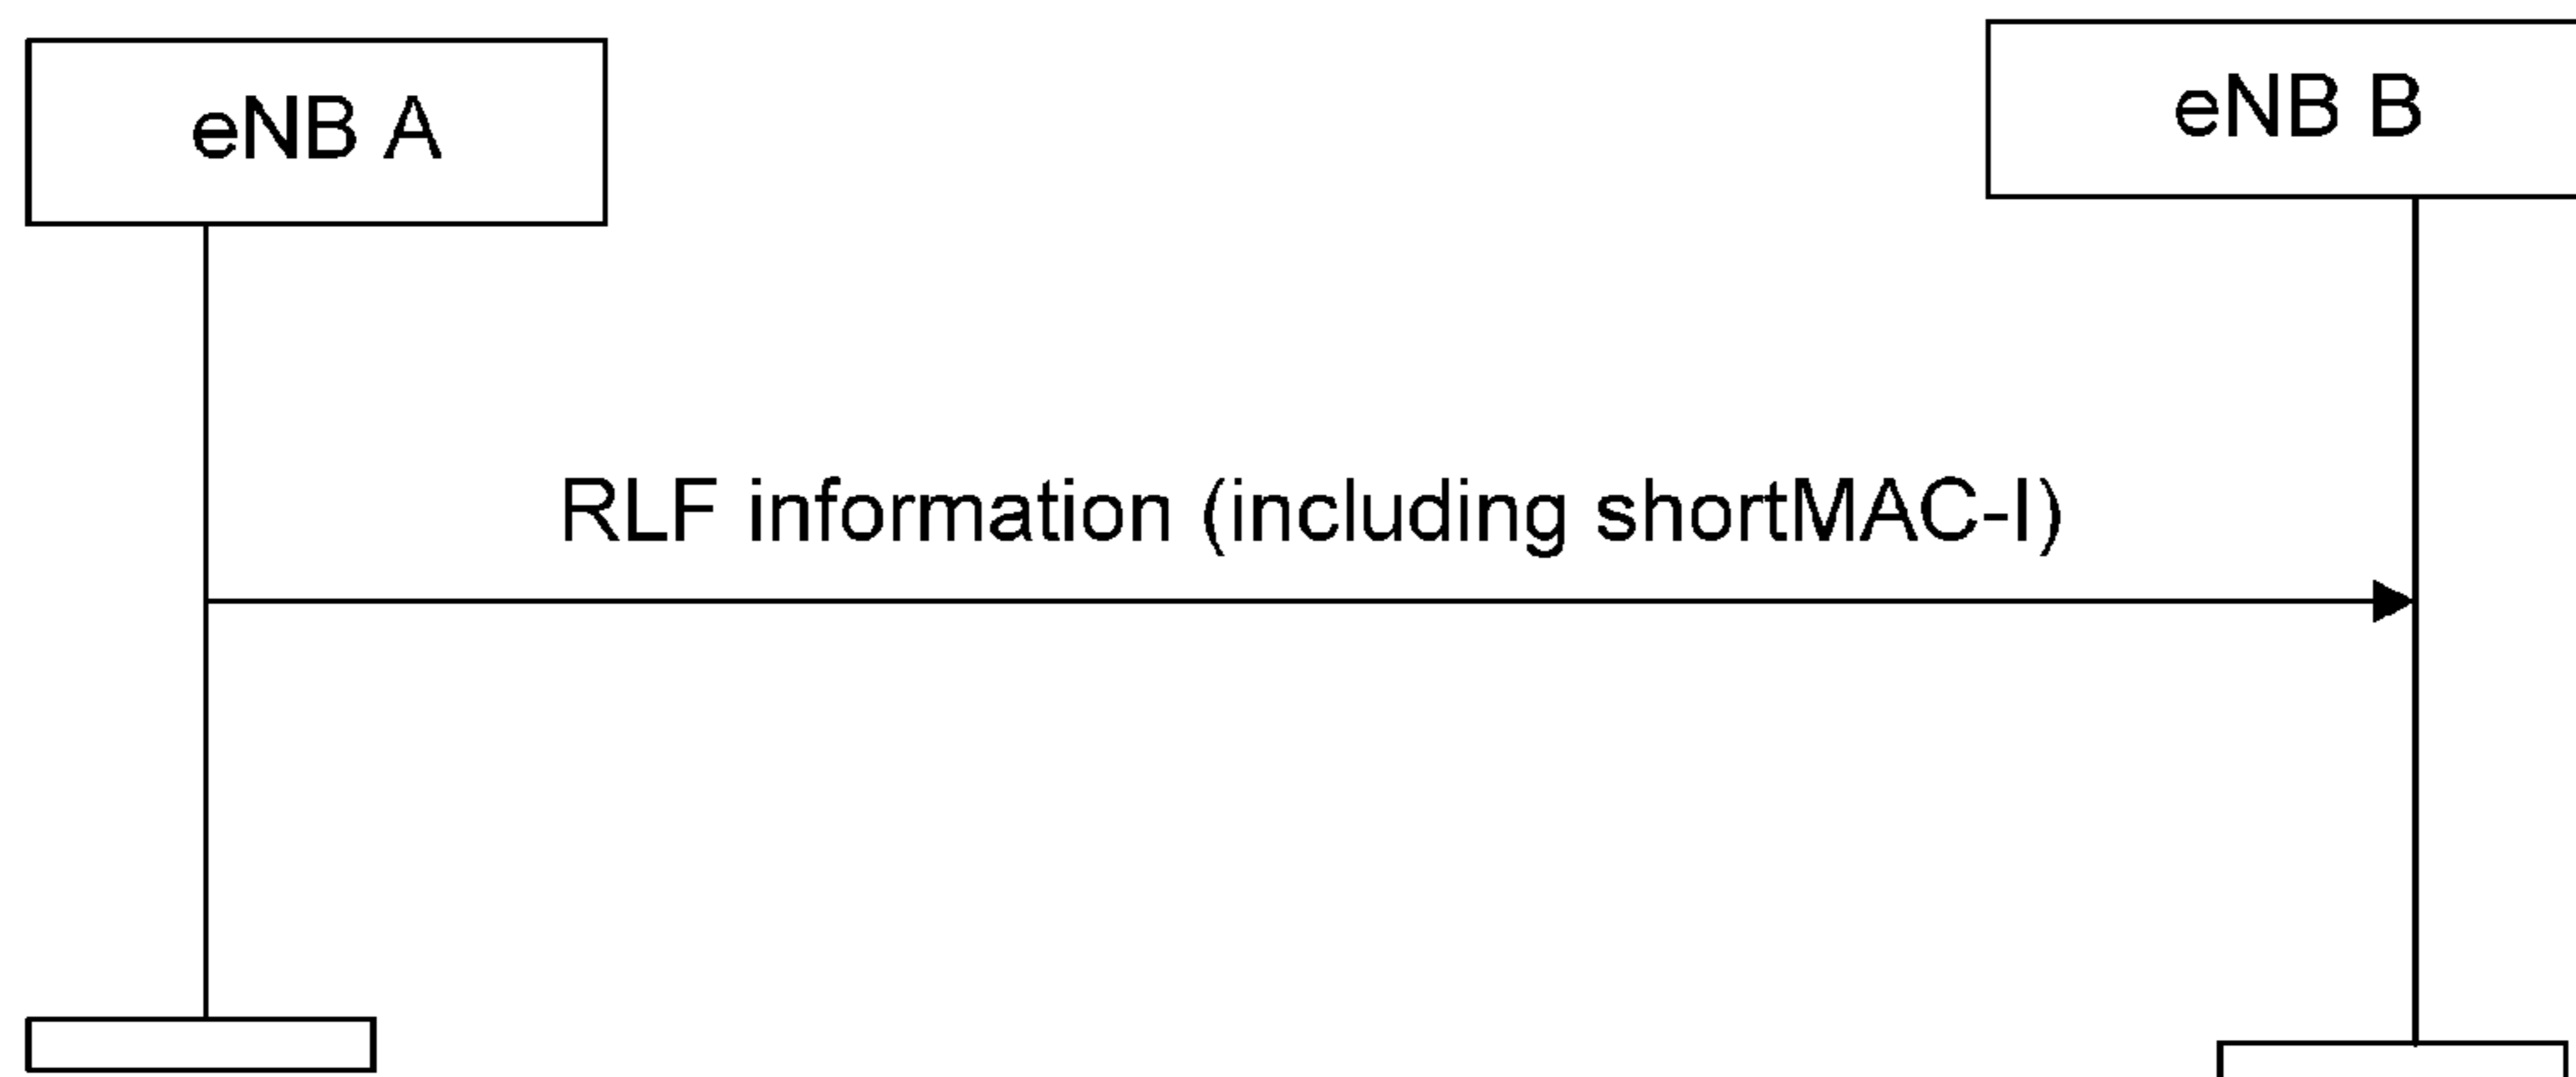 eNB A
eNB B
RLF information (including shortMAC-I)